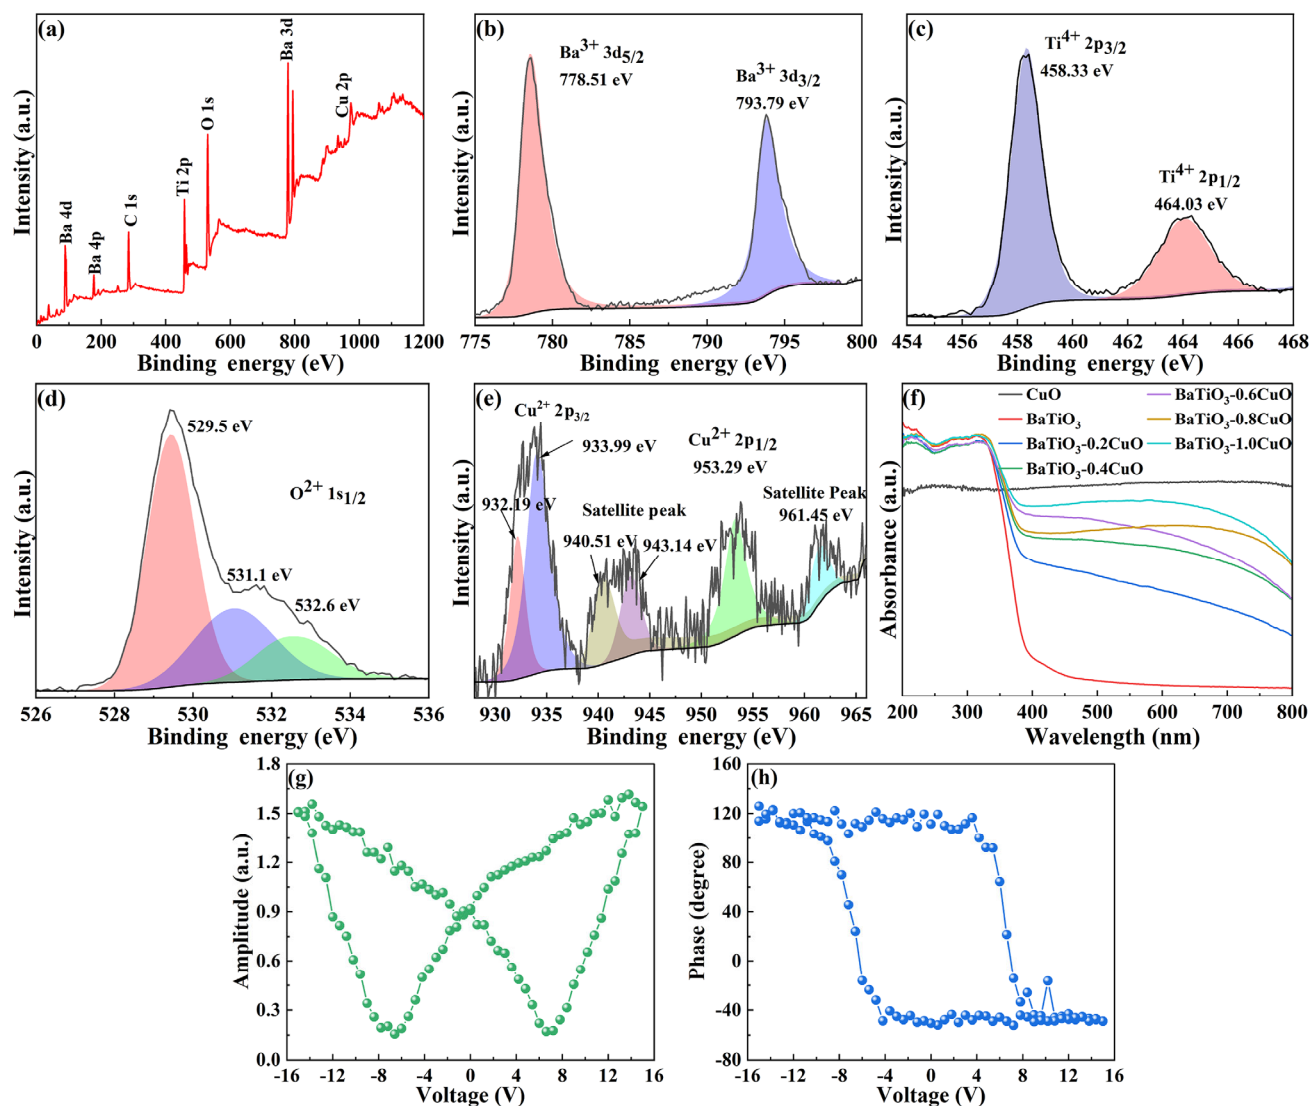 (a)
Ba 4d
Ba 4p
C 1s
Ti 2p
O 1s
Ba 3d
Cu 2p
Intensity (a.u.)
0 200 400 600 800 1000 1200
Binding energy (eV)
(b)
Ba³⁺ 3d₅/₂
778.51 eV
Ba³⁺ 3d₃/₂
793.79 eV
Intensity (a.u.)
775 780 785 790 795 800
Binding energy (eV)
(c)
Ti⁴⁺ 2p₃/₂
458.33 eV
Ti⁴⁺ 2p₁/₂
464.03 eV
Intensity (a.u.)
454 456 458 460 462 464 466 468
Binding energy (eV)
(d)
529.5 eV
O²⁺ 1s₁/₂
531.1 eV
532.6 eV
Intensity (a.u.)
526 528 530 532 534 536
Binding energy (eV)
(e)
Cu²⁺ 2p₃/₂
933.99 eV
Cu²⁺ 2p₁/₂
953.29 eV
932.19 eV
Satellite peak
940.51 eV
943.14 eV
Satellite Peak
961.45 eV
Intensity (a.u.)
930 935 940 945 950 955 960 965
Binding energy (eV)
(f)
CuO
BaTiO₃
BaTiO₃-0.2CuO
BaTiO₃-0.4CuO
BaTiO₃-0.6CuO
BaTiO₃-0.8CuO
BaTiO₃-1.0CuO
Absorbance (a.u.)
200 300 400 500 600 700 800
Wavelength (nm)
(g)
Amplitude (a.u.)
1.8
1.5
1.2
0.9
0.6
0.3
0.0
-16 -12 -8 -4 0 4 8 12 16
Voltage (V)
(h)
Phase (degree)
160
120
80
40
0
-40
-80
-16 -12 -8 -4 0 4 8 12 16
Voltage (V)